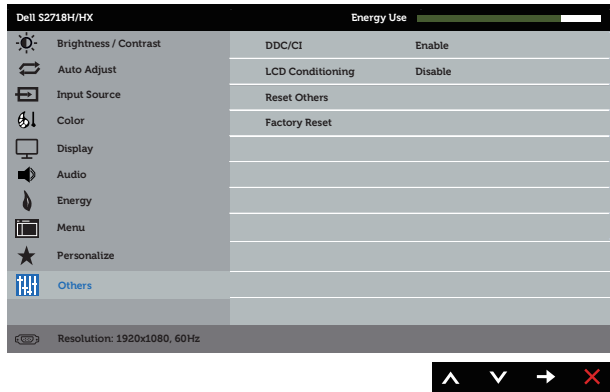 Dell S2718H/HX Energy Use
Brightness / Contrast
Auto Adjust
Input Source
Color
Display
Audio
Energy
Menu
Personalize
Others
DDC/CI Enable
LCD Conditioning Disable
Reset Others
Factory Reset
Resolution: 1920x1080, 60Hz